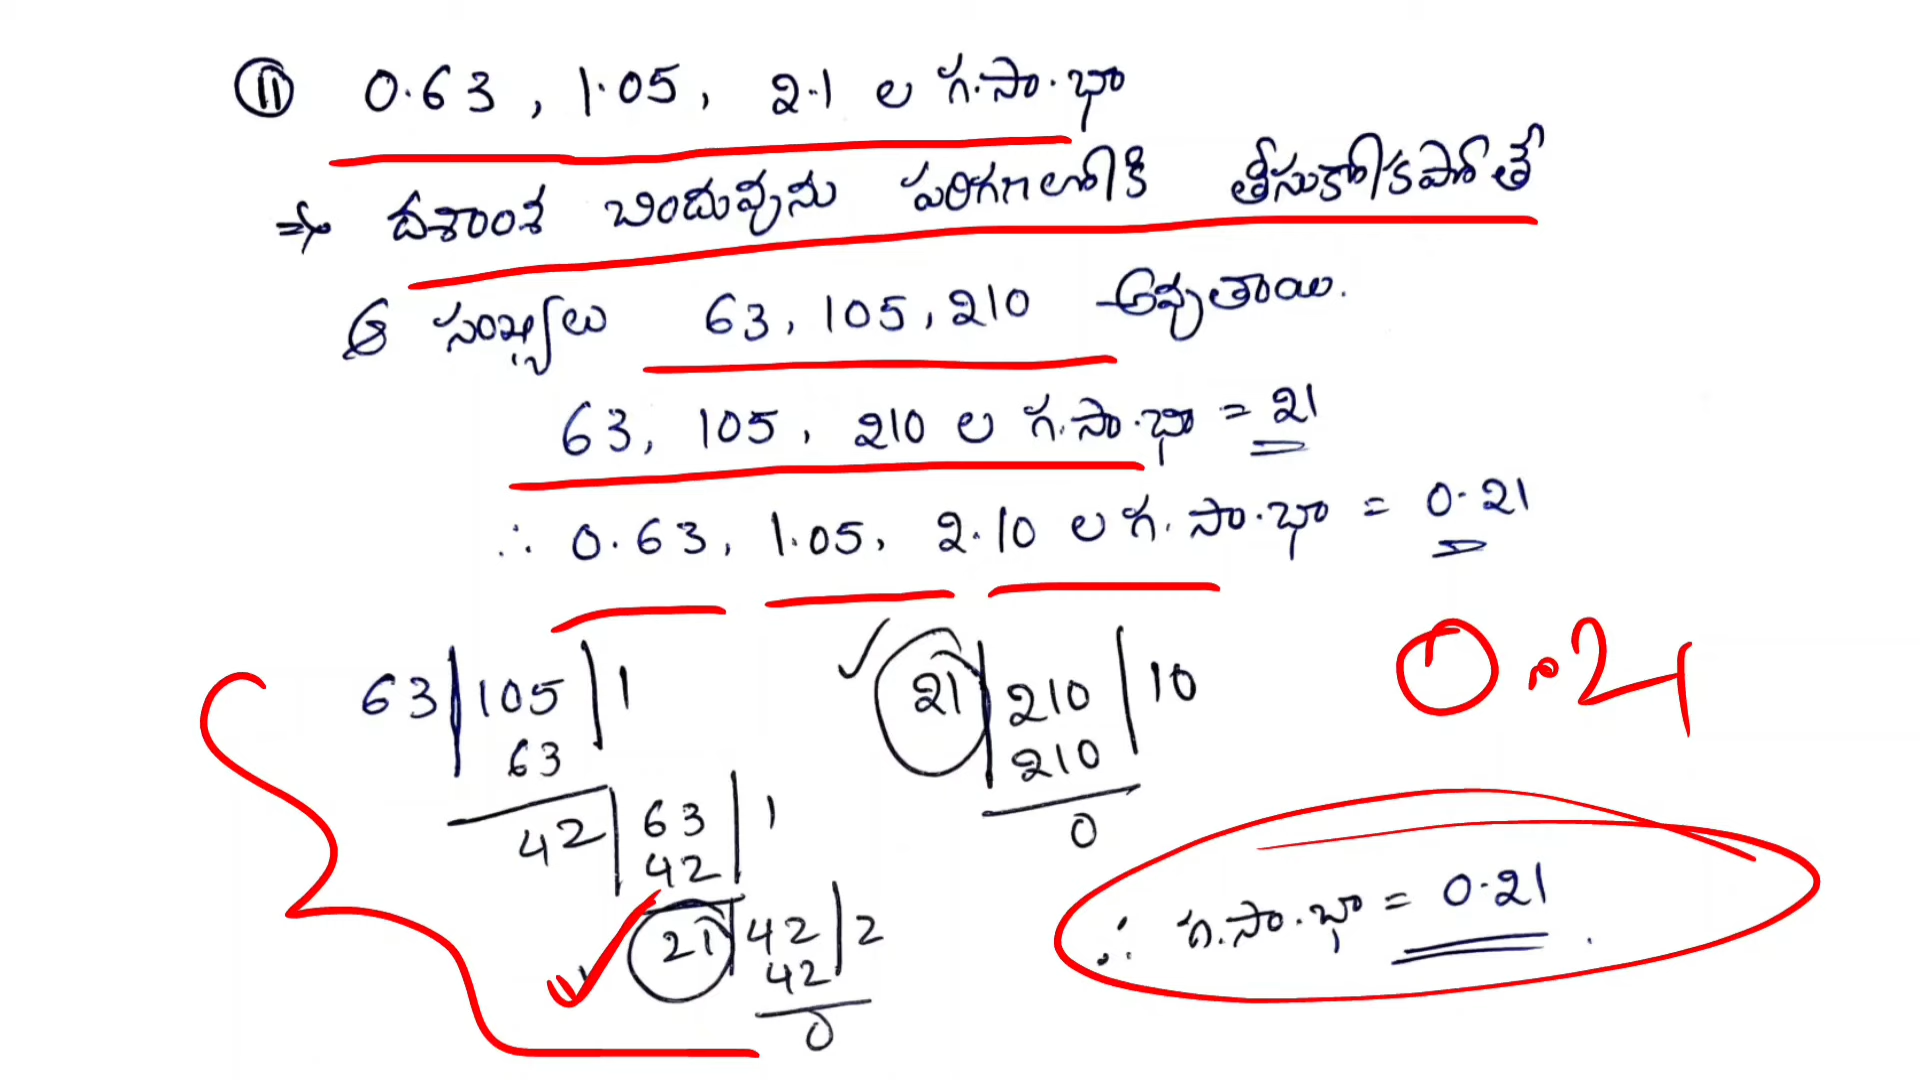 ⑪ 0.63, 1.05, 2.1 ల గ.సా.భా
⇒ దశాంశ బిందువును పరిగణలోకి తీసుకోకపోతే
ఆ సంఖ్యలు 63, 105, 210 అవుతాయి.
63, 105, 210 ల గ.సా.భా = 21
∴ 0.63, 1.05, 2.10 ల గ.సా.భా = 0.21
63 | 105 | 1
63
42 | 63 | 1
42
21 | 42 | 2
42
0
21 | 210 | 10
210
0
0.21
∴ గ.సా.భా = 0.21.